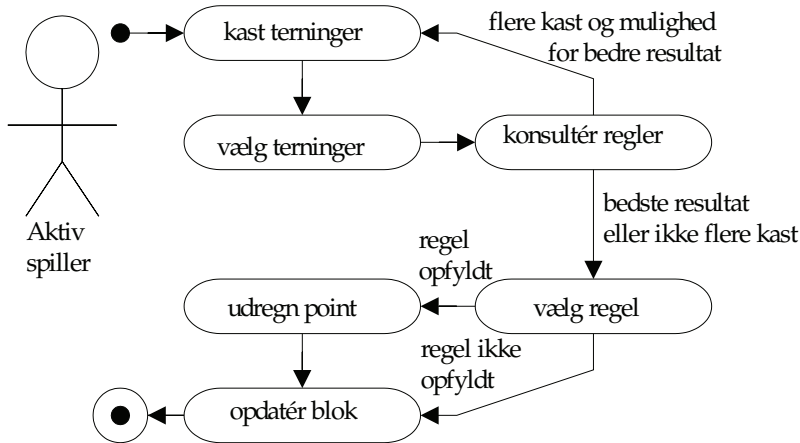 flere kast og mulighed
for bedre resultat
kast terninger
vælg terninger
konsultér regler
Aktiv
spiller
bedste resultat
eller ikke flere kast
regel
opfyldt
udregn point
vælg regel
regel ikke
opfyldt
opdatér blok